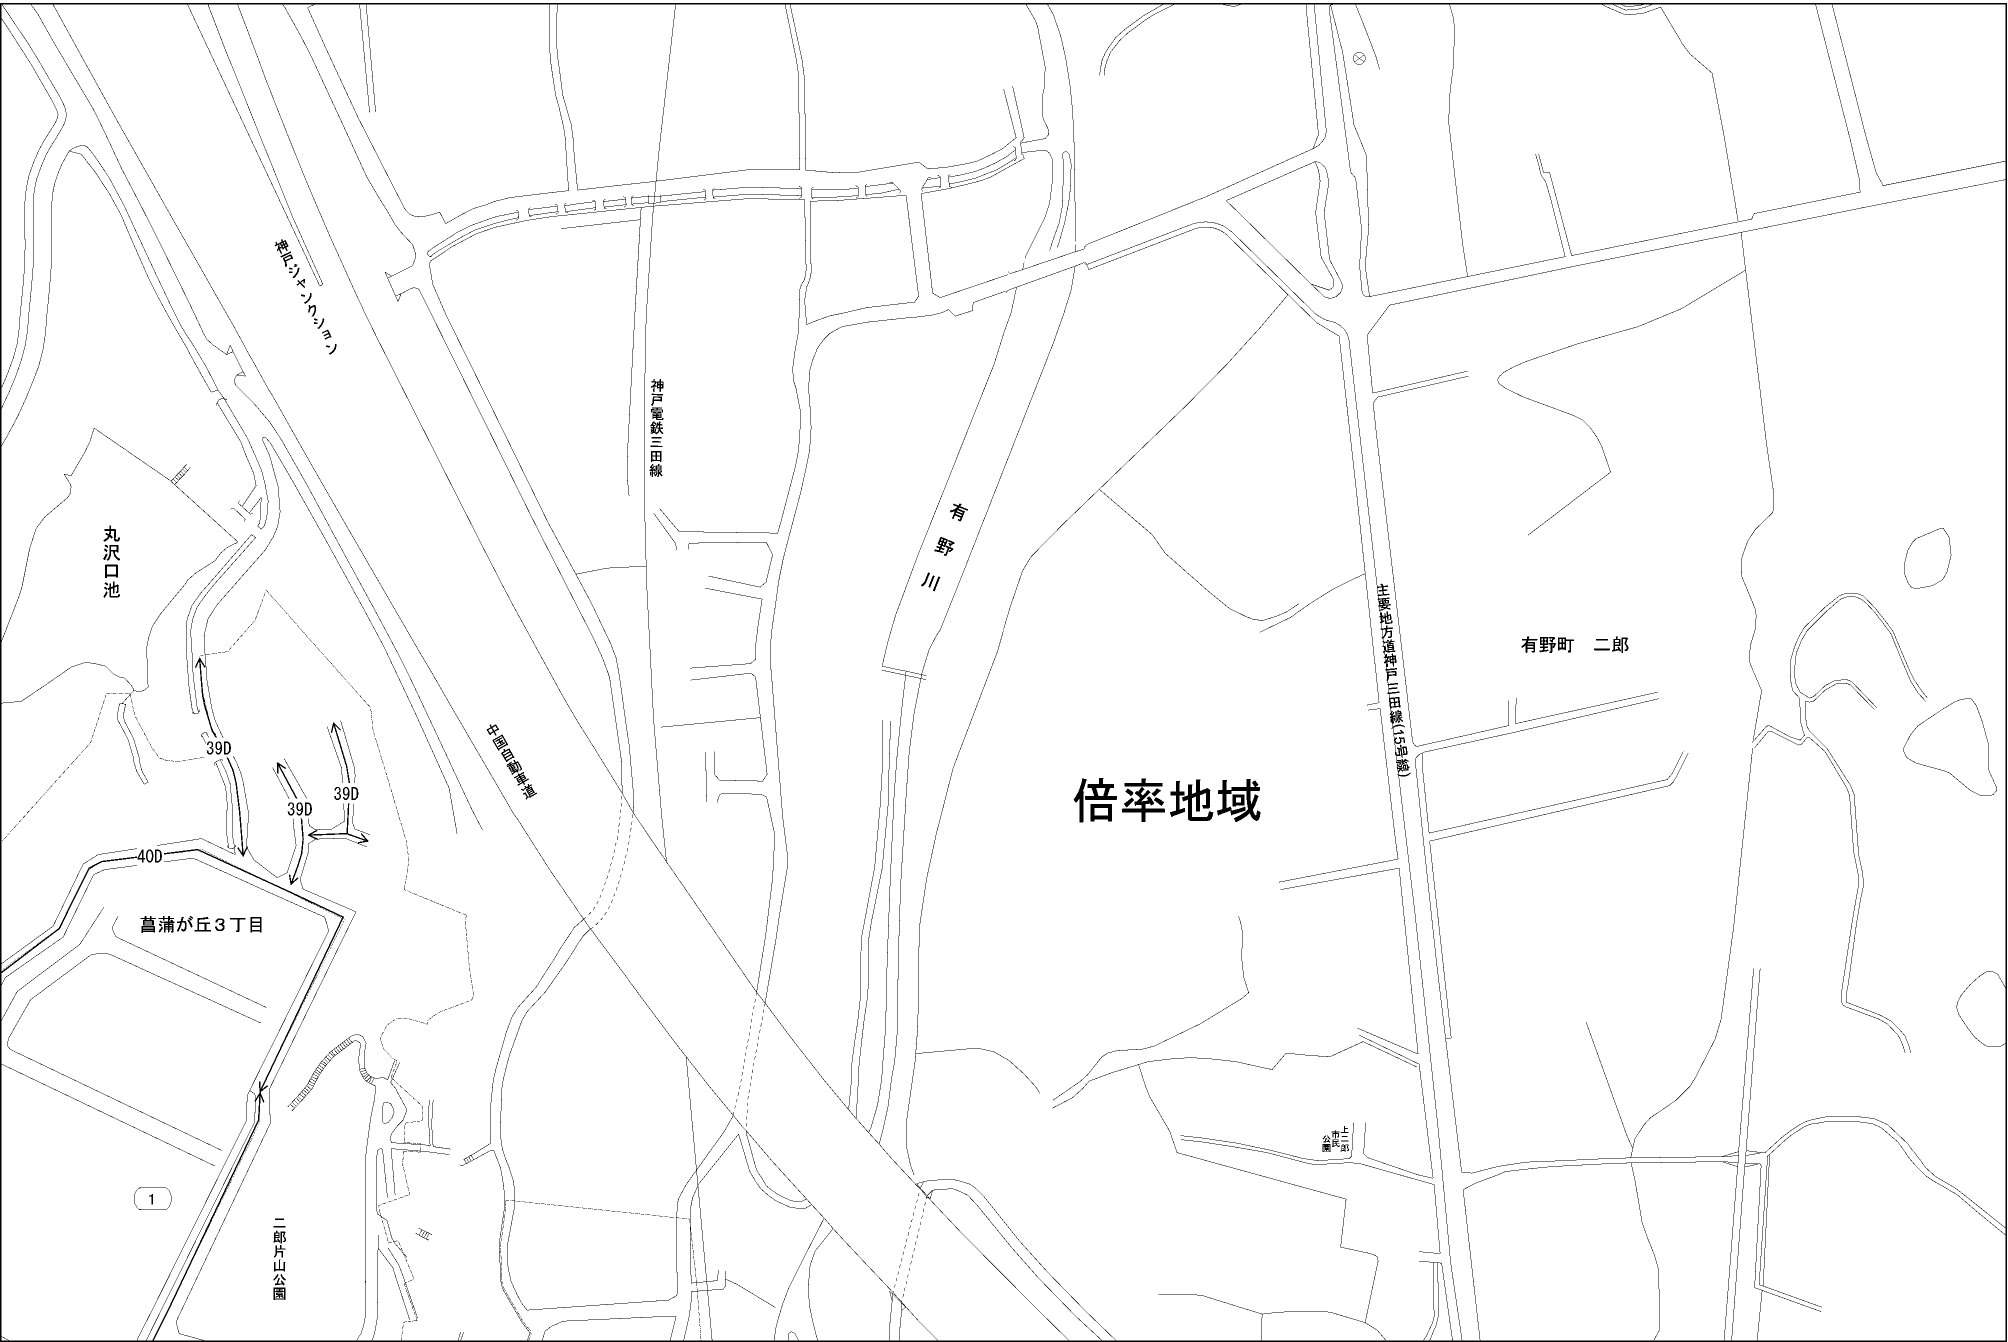 神戸ジャンクション
神戸電鉄三田線
有野川
丸沢口池
主要地方道神戸三田線(15号線)
有野町　二郎
中国自動車道
39D
39D
39D
倍率地域
40D
菖蒲が丘３丁目
上二郎
市民
公園
1
二郎片山公園